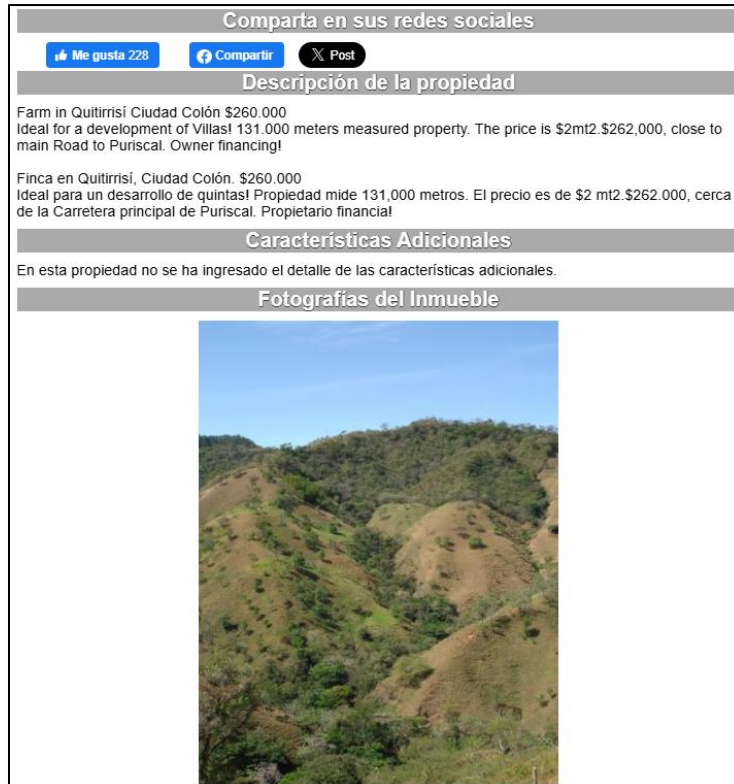 Comparta en sus redes sociales
Me gusta 228
Compartir
Post
Descripción de la propiedad
Farm in Quitirrisí Ciudad Colón $260.000
Ideal for a development of Villas! 131.000 meters measured property. The price is $2mt2.$262,000, close to
main Road to Puriscal. Owner financing!
Finca en Quitirrisí, Ciudad Colón. $260.000
Ideal para un desarrollo de quintas! Propiedad mide 131,000 metros. El precio es de $2 mt2.$262.000, cerca
de la Carretera principal de Puriscal. Propietario financia!
Características Adicionales
En esta propiedad no se ha ingresado el detalle de las características adicionales.
Fotografías del Inmueble